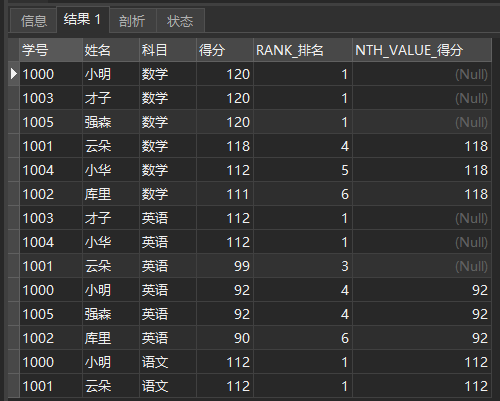 信息 结果 1 剖析 状态
学号 姓名 科目 得分 RANK_排名 NTH_VALUE_得分
1000 小明 数学 120 1 (Null)
1003 才子 数学 120 1 (Null)
1005 强森 数学 120 1 (Null)
1001 云朵 数学 118 4 118
1004 小华 数学 112 5 118
1002 库里 数学 111 6 118
1003 才子 英语 112 1 (Null)
1004 小华 英语 112 1 (Null)
1001 云朵 英语 99 3 (Null)
1000 小明 英语 92 4 92
1005 强森 英语 92 4 92
1002 库里 英语 90 6 92
1000 小明 语文 112 1 112
1001 云朵 语文 112 1 112